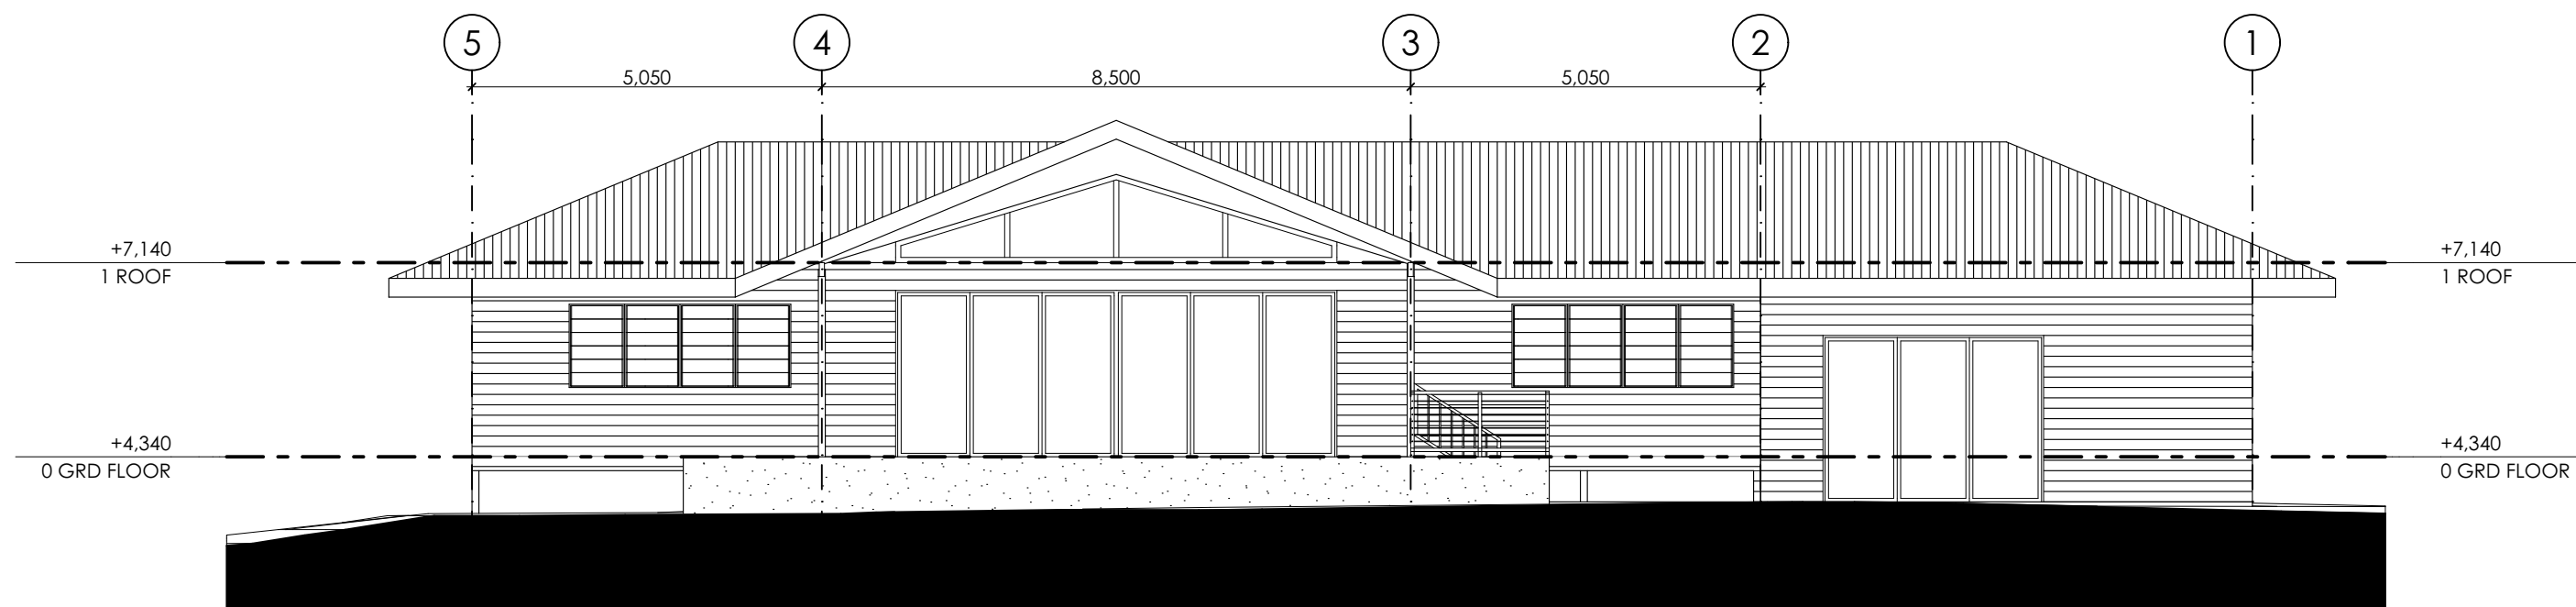 5 4 3 2 1
5,050 8,500 5,050
+7,140 +7,140
1 ROOF 1 ROOF
+4,340 +4,340
0 GRD FLOOR 0 GRD FLOOR